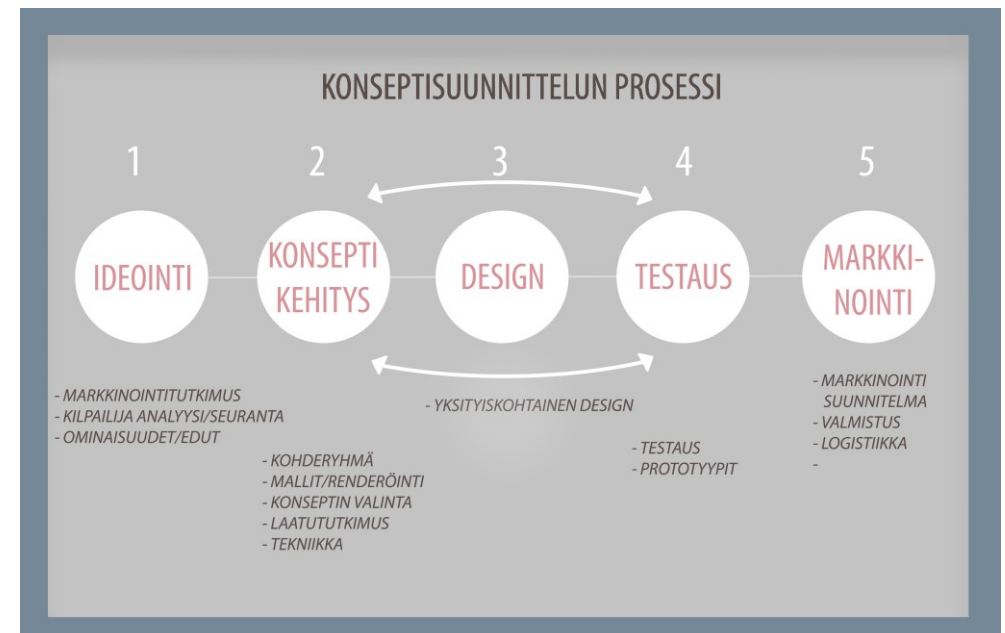 KONSEPTISUUNNITTELUN PROSESSI
1
2
3
4
5
IDEOINTI
KONSEPTI
KEHITYS
DESIGN
TESTAUS
MARKKI-
NOINTI
- MARKKINOINTITUTKIMUS
- KILPAILIJA ANALYYSI/SEURANTA
- OMINAISUUDET/EDUT
- KOHDERYHMÄ
- MALLIT/RENDERÖINTI
- KONSEPTIN VALINTA
- LAATUTUTKIMUS
- TEKNIIKKA
- YKSITYISKOHTAINEN DESIGN
- TESTAUS
- PROTOTYYPIT
- MARKKINOINTI
SUUNNITELMA
- VALMISTUS
- LOGISTIIKKA
-